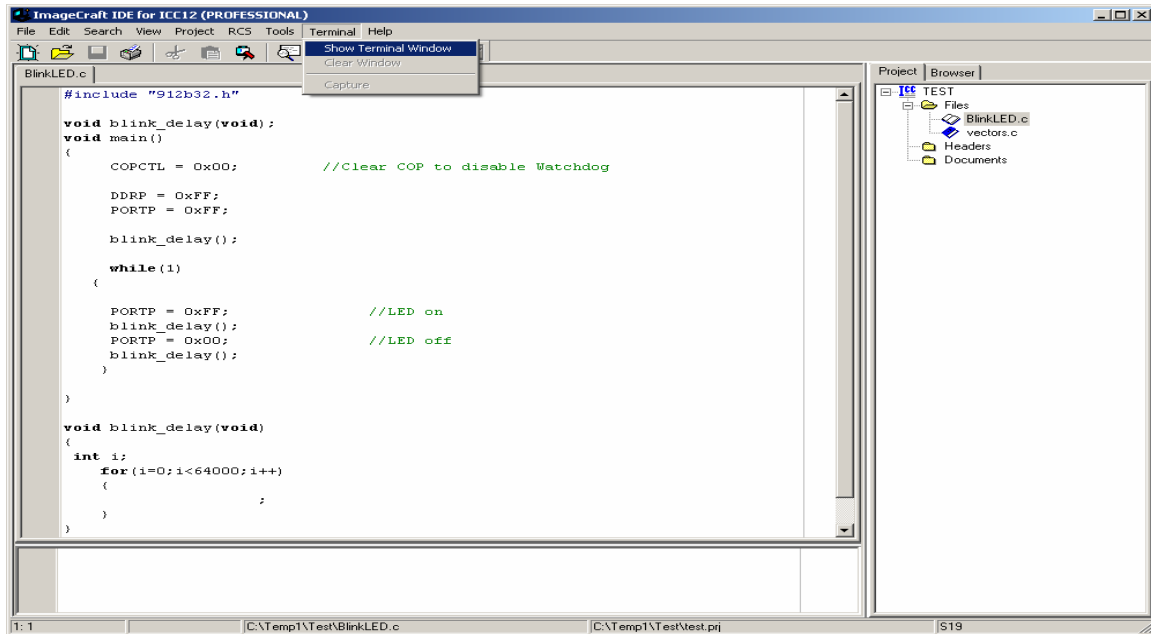 ImageCraft IDE for ICC12 (PROFESSIONAL)
File Edit Search View Project RCS Tools Terminal Help
Show Terminal Window
Clear Window
Capture
BlinkLED.c
#include "912b32.h"
void blink_delay(void);
void main()
{
COPCTL = 0x00; //Clear COP to disable Watchdog
DDRP = 0xFF;
PORTP = 0xFF;
blink_delay();
while(1)
{
PORTP = 0xFF; //LED on
blink_delay();
PORTP = 0x00; //LED off
blink_delay();
}
}
void blink_delay(void)
{
int i;
for(i=0;i<64000;i++)
{
;
}
}
Project Browser
ICC TEST
Files
BlinkLED.c
vectors.c
Headers
Documents
1: 1 C:\Temp1\Test\BlinkLED.c C:\Temp1\Test\test.prj S19